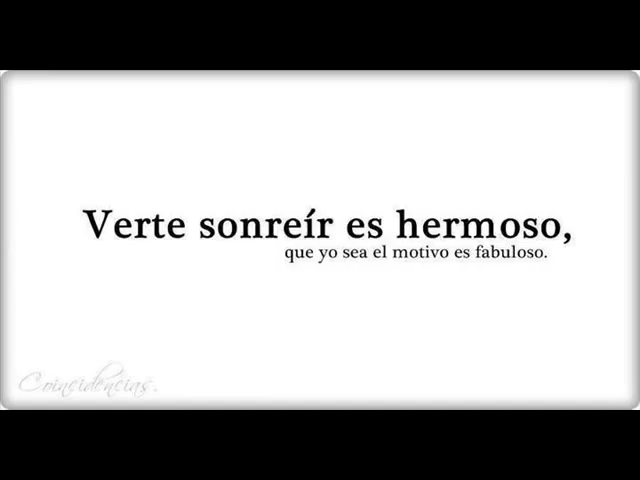 Verte sonreír es hermoso,
que yo sea el motivo es fabuloso.
Coincidencias.